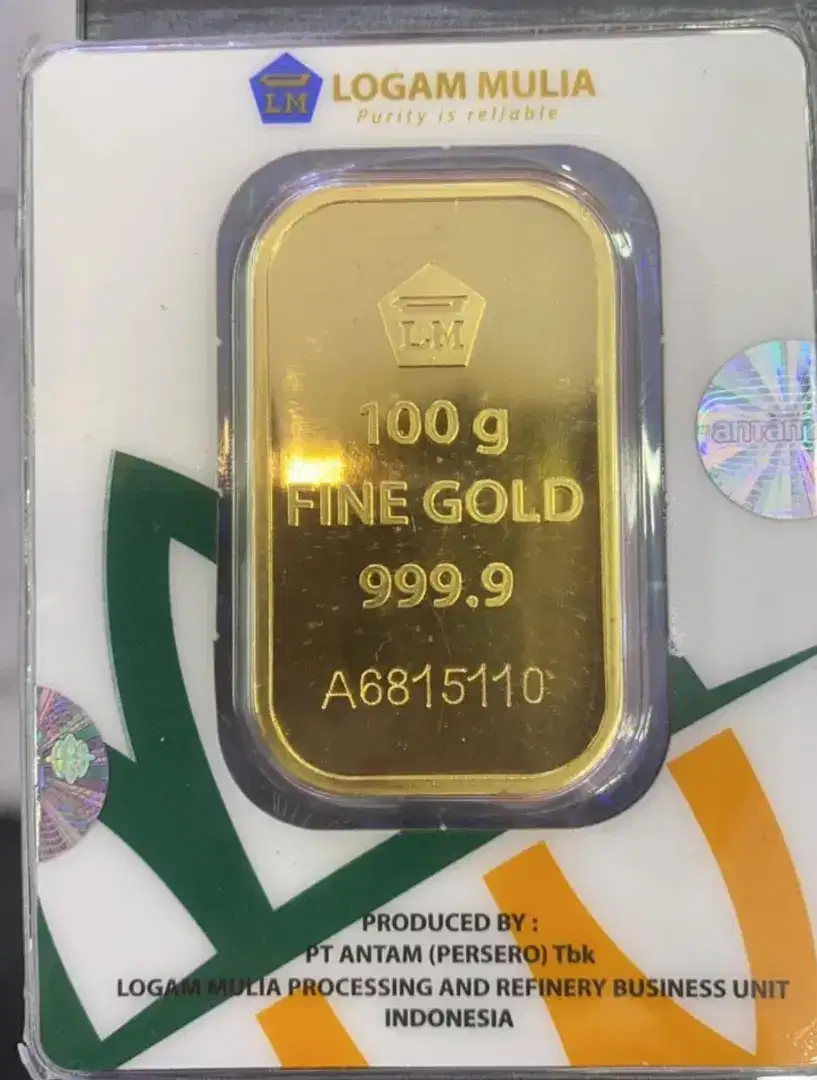 LM LOGAM MULIA
Purity is reliable
LM
100 g
FINE GOLD
999.9
antam
A6815110
PRODUCED BY :
PT ANTAM (PERSERO) Tbk
LOGAM MULIA PROCESSING AND REFINERY BUSINESS UNIT
INDONESIA